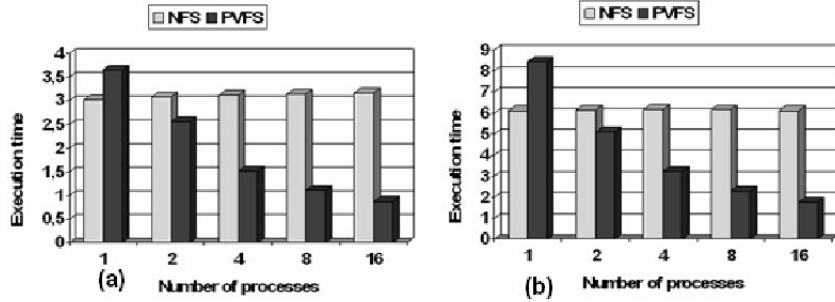 NFS PVFS
4
3.5
3
2.5
2
1.5
1
0.5
0
Execution time
1 2 4 8 16
Number of processes
(a)
NFS PVFS
9
8
7
6
5
4
3
2
1
0
Execution time
1 2 4 8 16
Number of processes
(b)